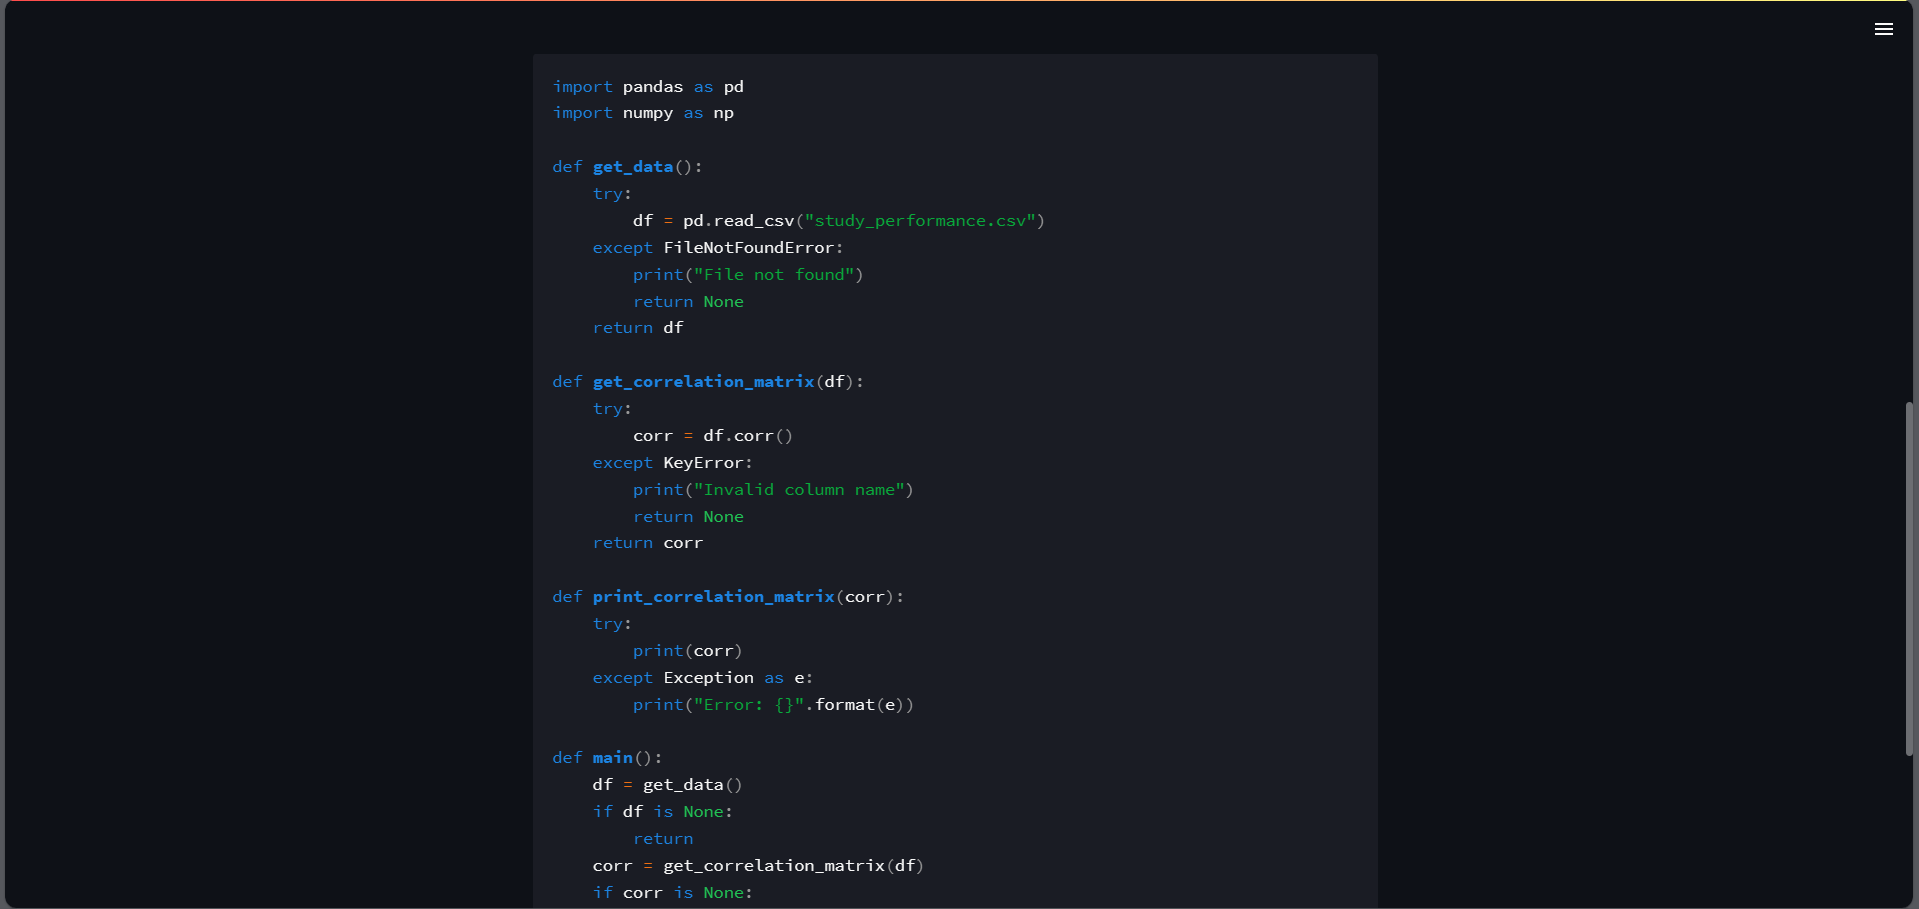 import pandas as pd
import numpy as np

def get_data():
    try:
        df = pd.read_csv("study_performance.csv")
    except FileNotFoundError:
        print("File not found")
        return None
    return df

def get_correlation_matrix(df):
    try:
        corr = df.corr()
    except KeyError:
        print("Invalid column name")
        return None
    return corr

def print_correlation_matrix(corr):
    try:
        print(corr)
    except Exception as e:
        print("Error: {}".format(e))

def main():
    df = get_data()
    if df is None:
        return
    corr = get_correlation_matrix(df)
    if corr is None: